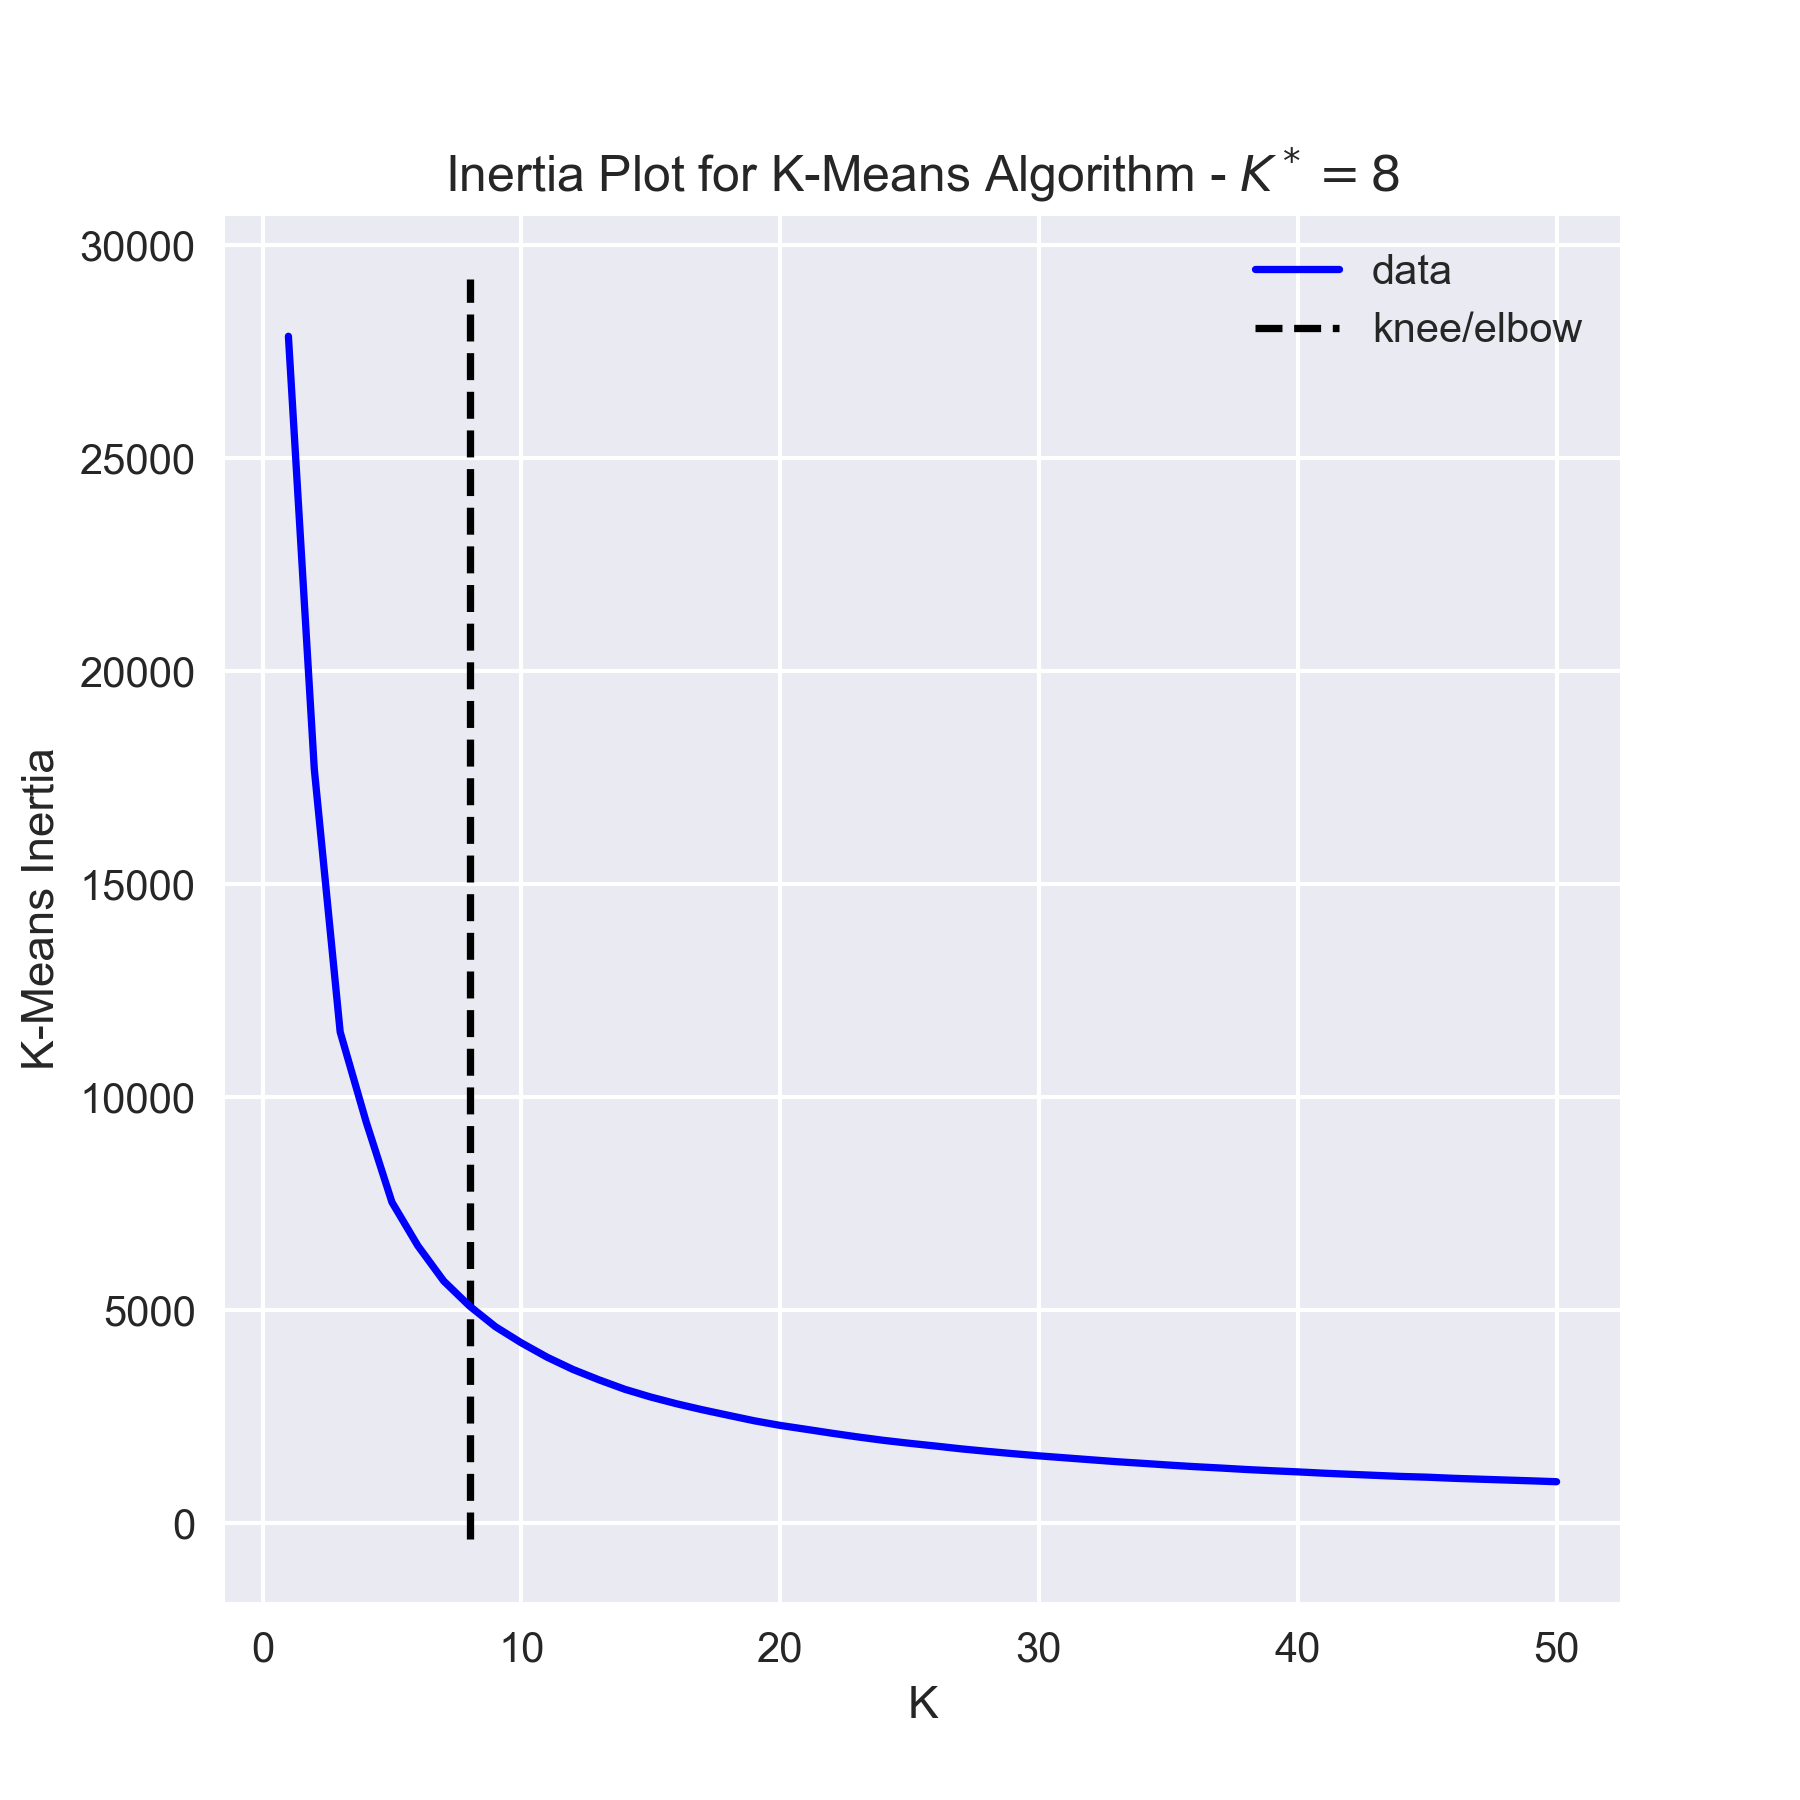 Inertia Plot for K-Means Algorithm - K* = 8
30000
25000
20000
15000
10000
5000
0
K-Means Inertia
data
knee/elbow
0 10 20 30 40 50
K